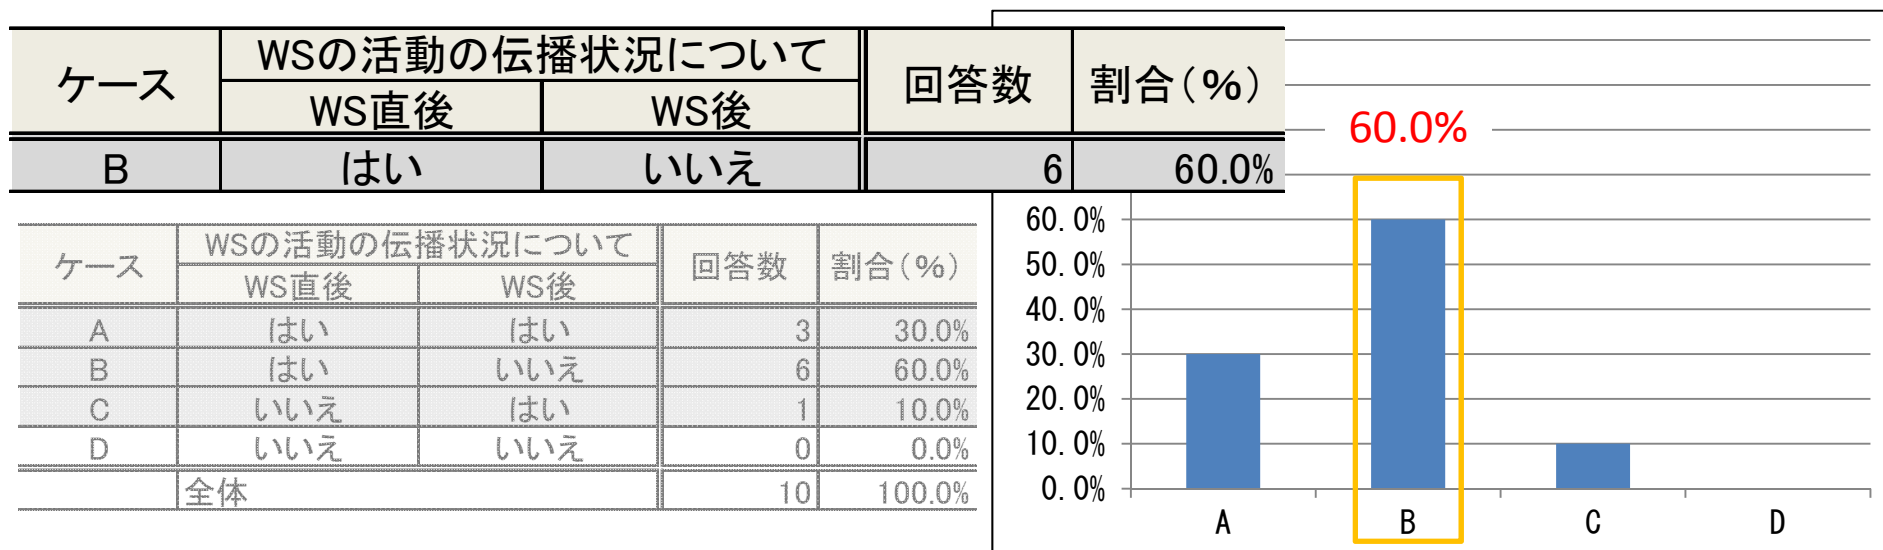 ケース WSの活動の伝播状況について 回答数 割合(%)
WS直後 WS後
B はい いいえ 6 60.0%
ケース WSの活動の伝播状況について 回答数 割合(%)
WS直後 WS後
A はい はい 3 30.0%
B はい いいえ 6 60.0%
C いいえ はい 1 10.0%
D いいえ いいえ 0 0.0%
全体 10 100.0%
60.0%
60.0%
50.0%
40.0%
30.0%
20.0%
10.0%
0.0%
A B C D